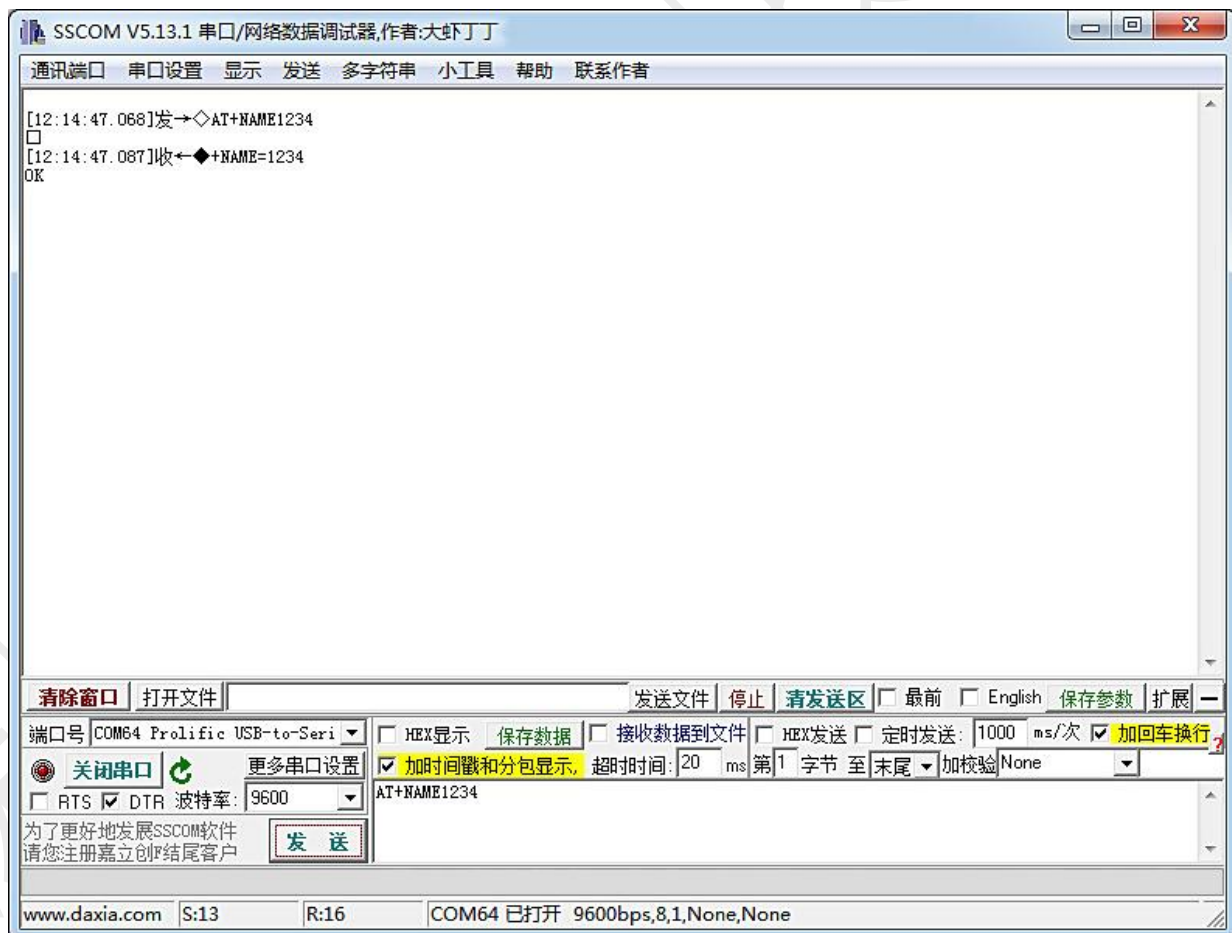 SSCOM V5.13.1 串口/网络数据调试器,作者:大虾丁丁
通讯端口 串口设置 显示 发送 多字符串 小工具 帮助 联系作者
[12:14:47.068]发→◇AT+NAME1234
□
[12:14:47.087]收←◆+NAME=1234
OK
清除窗口 打开文件 发送文件 停止 清发送区 最前 English 保存参数 扩展 —
端口号 COM64 Prolific USB-to-Seri HEX显示 保存数据 接收数据到文件 HEX发送 定时发送: 1000 ms/次 加回车换行 ?
关闭串口 更多串口设置 加时间戳和分包显示, 超时时间: 20 ms 第 1 字节 至 末尾 加校验 None
RTS DTR 波特率: 9600 AT+NAME1234
为了更好地发展SSCOM软件
请您注册嘉立创F结尾客户 发 送
www.daxia.com S:13 R:16 COM64 已打开 9600bps,8,1,None,None